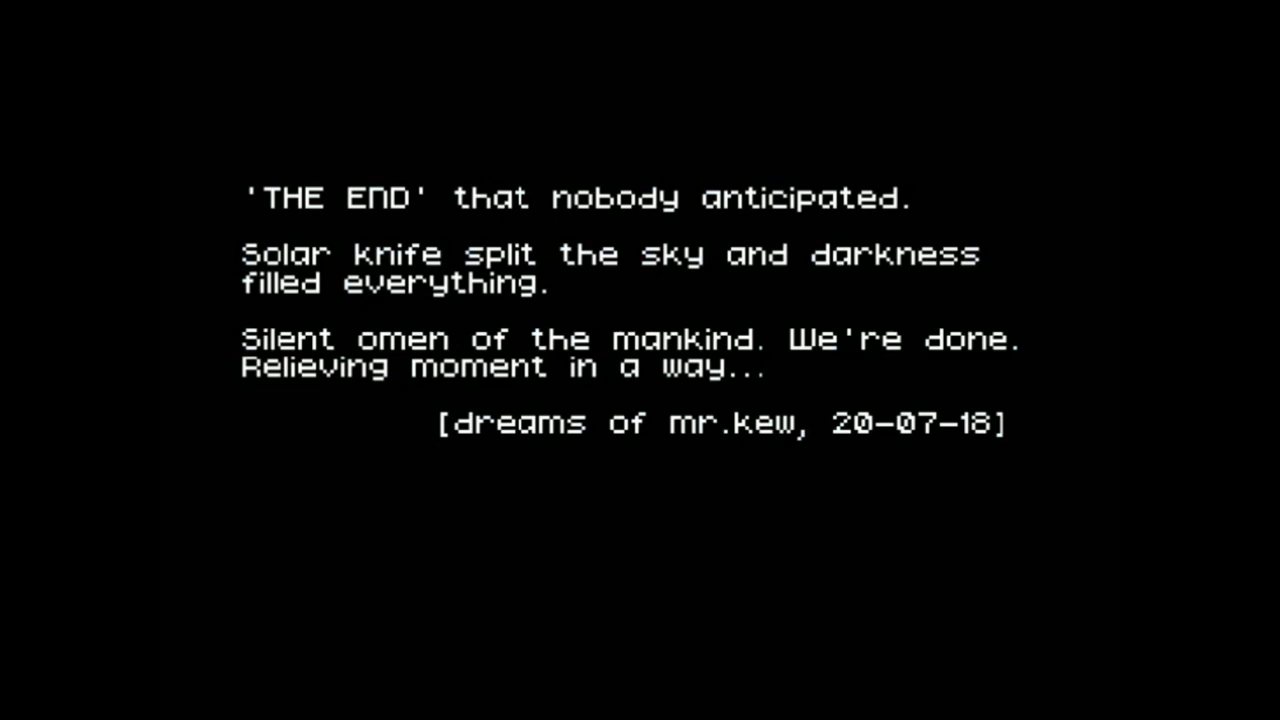 'THE END' that nobody anticipated.
Solar knife split the sky and darkness
filled everything.
Silent omen of the mankind. We're done.
Relieving moment in a way...
[dreams of mr.kew, 20-07-18]